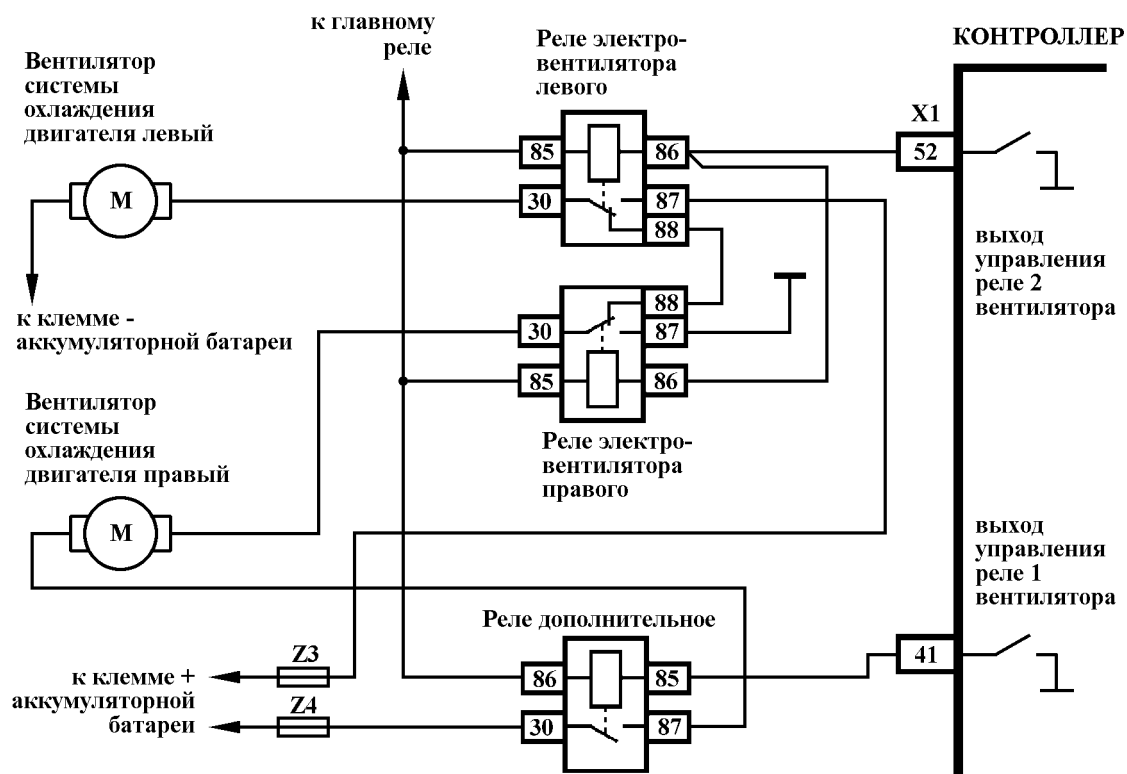 к главному
реле
Реле электро-
вентилятора
левого
КОНТРОЛЛЕР
Вентилятор
системы
охлаждения
двигателя левый
X1
85
86
52
М
30
87
88
выход
управления
реле 2
вентилятора
к клемме -
аккумуляторной батареи
88
30
87
85
86
Вентилятор
системы
охлаждения
двигателя правый
Реле электро-
вентилятора
правого
М
выход
управления
реле 1
вентилятора
Реле дополнительное
41
Z3
86
85
к клемме +
аккумуляторной
батареи
Z4
30
87